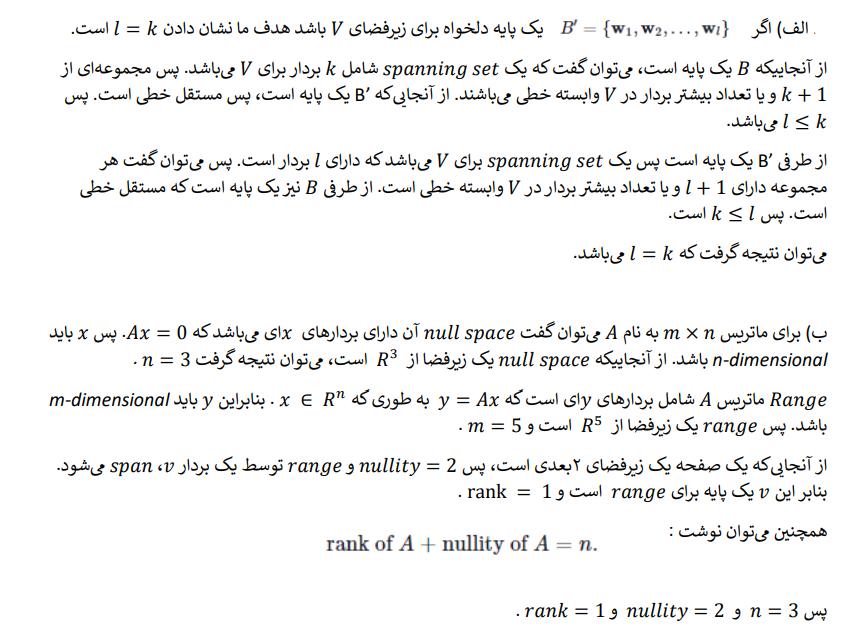 الف) اگر B′ = {w₁, w₂, . . . , wₗ} یک پایه دلخواه برای زیرفضای V باشد هدف ما نشان دادن l = k است.
از آنجاییکه B یک پایه است، می‌توان گفت که یک spanning set شامل k بردار برای V می‌باشد. پس مجموعه‌ای از
k + 1 و یا تعداد بیشتر بردار در V وابسته خطی می‌باشند. از آنجایی‌که B′ یک پایه است، پس مستقل خطی است. پس
l ≤ k می‌باشد.
از طرفی B′ یک پایه است پس یک spanning set برای V می‌باشد که دارای l بردار است. پس می‌توان گفت هر
مجموعه دارای l + 1 و یا تعداد بیشتر بردار در V وابسته خطی است. از طرفی B نیز یک پایه است که مستقل خطی
است. پس k ≤ l است.
می‌توان نتیجه گرفت که l = k می‌باشد.
ب) برای ماتریس m × n به نام A می‌توان گفت null space آن دارای بردارهای xای می‌باشد که Ax = 0. پس x باید
n-dimensional باشد. از آنجاییکه null space یک زیرفضا از R³ است، می‌توان نتیجه گرفت n = 3 .
Range ماتریس A شامل بردارهای yای است که y = Ax به طوری که x ∈ Rⁿ . بنابراین y باید m-dimensional
باشد. پس range یک زیرفضا از R⁵ است و m = 5 .
از آنجایی‌که یک صفحه یک زیرفضای ۲بعدی است، پس nullity = 2 و range توسط یک بردار v، span می‌شود.
بنابر این v یک پایه برای range است و rank = 1 .
همچنین می‌توان نوشت :
rank of A + nullity of A = n.
پس n = 3 و nullity = 2 و rank = 1 .